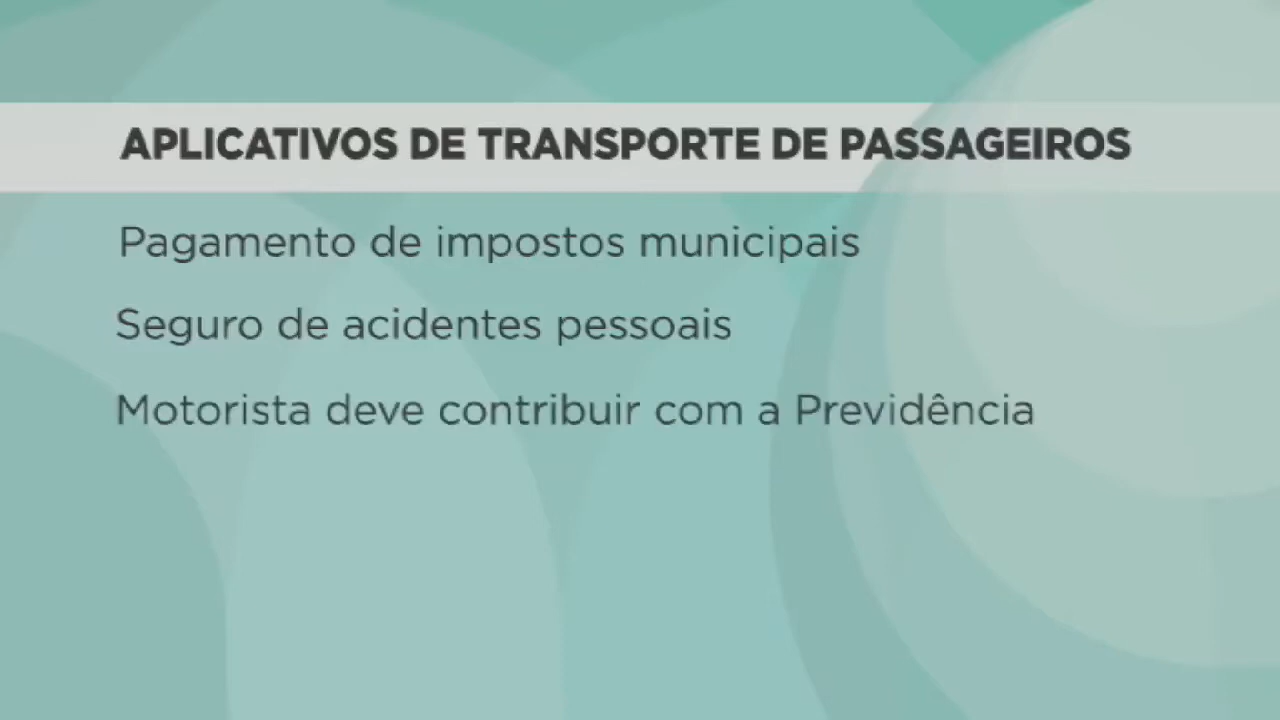 APLICATIVOS DE TRANSPORTE DE PASSAGEIROS
Pagamento de impostos municipais
Seguro de acidentes pessoais
Motorista deve contribuir com a Previdência